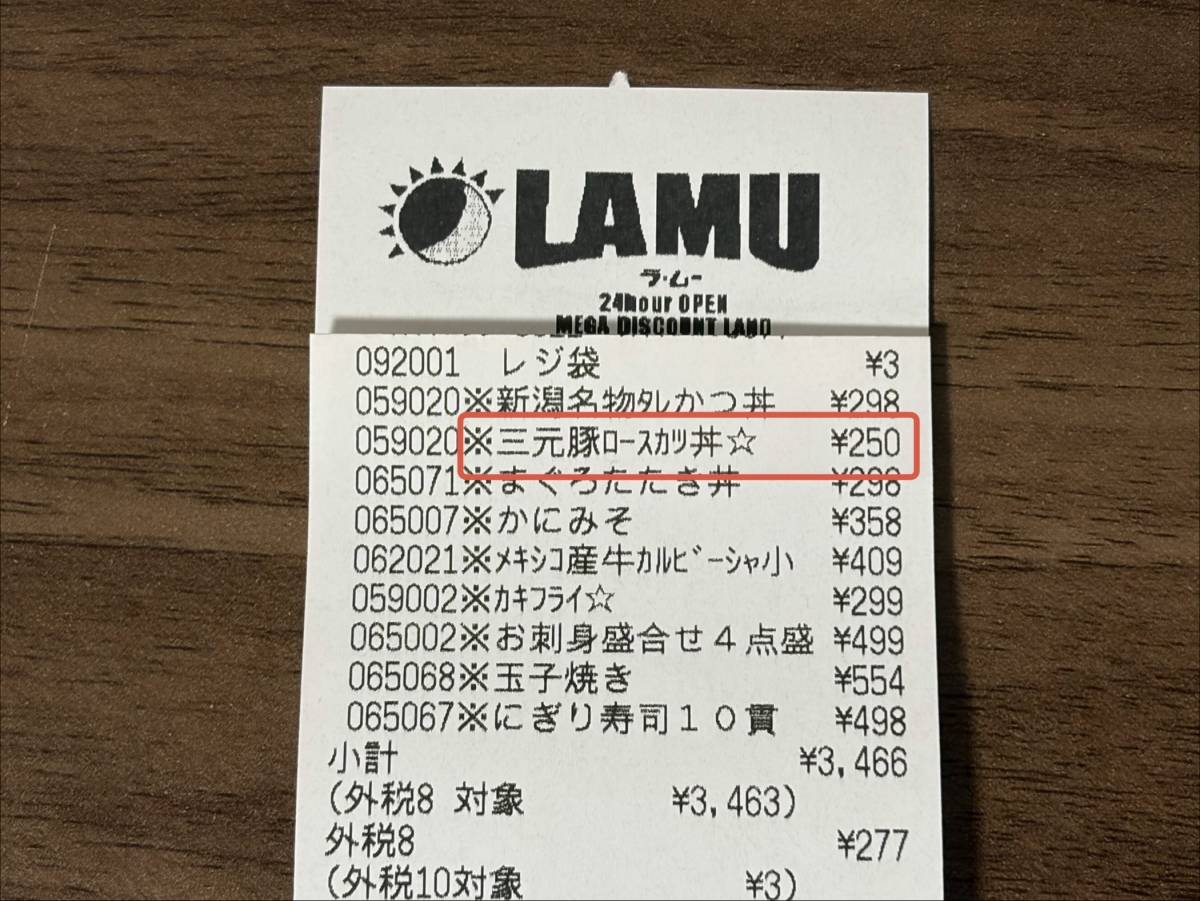 LAMU
ラ・ムー
24hour OPEN
MEGA DISCOUNT LAND
092001 レジ袋 ¥3
059020※新潟名物ﾀﾚかつ丼 ¥298
059020※三元豚ﾛｰｽｶﾂ丼☆ ¥250
065071※まぐろたたき丼 ¥298
065007※かにみそ ¥358
062021※ﾒｷｼｺ産牛ｶﾙﾋﾞｰｼｬ小 ¥409
059002※ｶｷﾌﾗｲ☆ ¥299
065002※お刺身盛合せ４点盛 ¥499
065068※玉子焼き ¥554
065067※にぎり寿司１０貫 ¥498
小計 ¥3,466
(外税8 対象 ¥3,463)
外税8 ¥277
(外税10対象 ¥3)